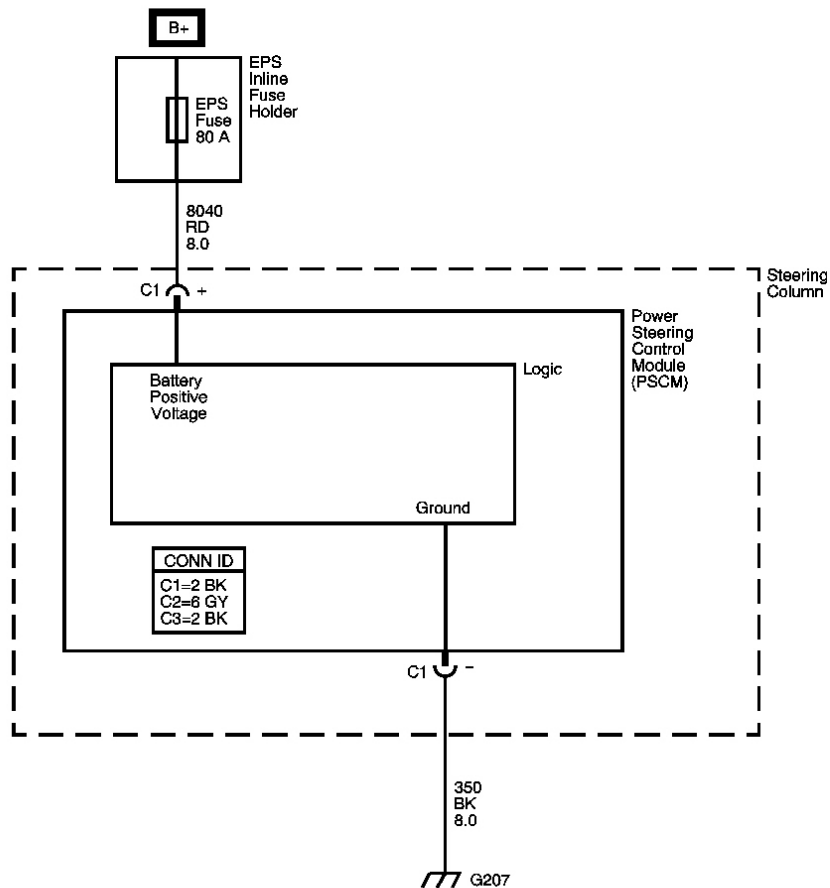 B+
EPS
Inline
Fuse
Holder
EPS
Fuse
80 A
8040
RD
8.0
Steering
Column
C1 +
Power
Steering
Control
Module
(PSCM)
Logic
Battery
Positive
Voltage
Ground
CONN ID
C1=2 BK
C2=6 GY
C3=2 BK
C1 −
350
BK
8.0
G207